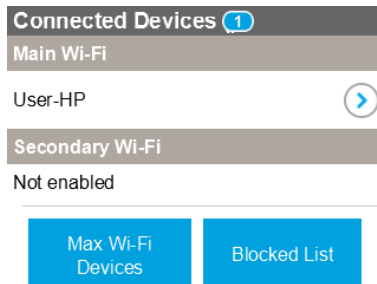 Connected Devices 1
Main Wi-Fi
User-HP
Secondary Wi-Fi
Not enabled
Max Wi-Fi
Devices
Blocked List